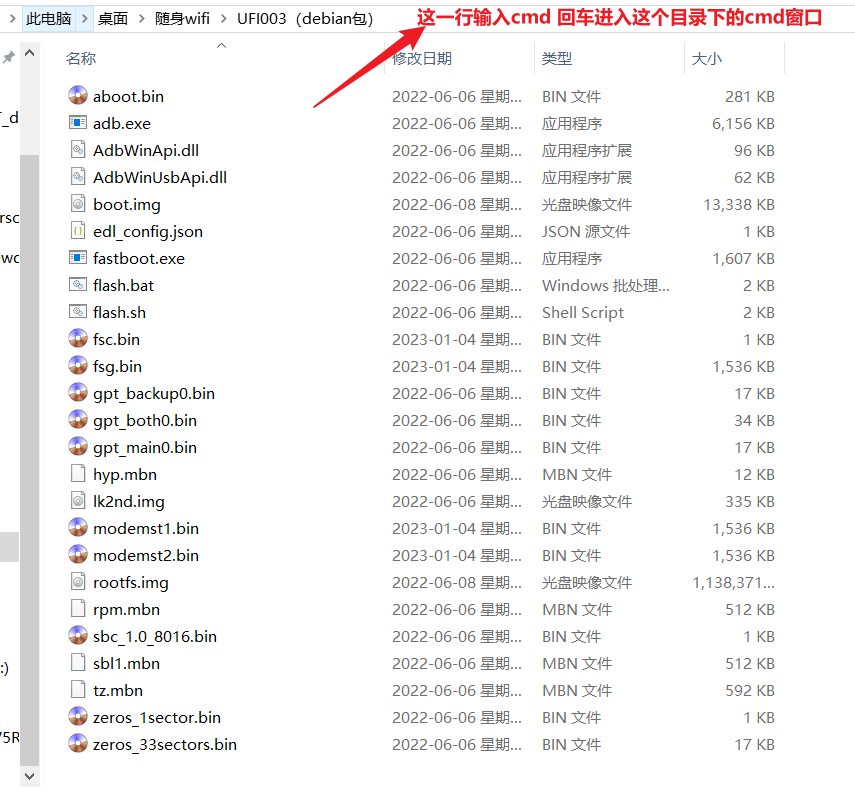 此电脑 > 桌面 > 随身wifi > UFI003（debian包） 这一行输入cmd 回车进入这个目录下的cmd窗口
名称 修改日期 类型 大小
aboot.bin 2022-06-06 星期... BIN 文件 281 KB
_d
adb.exe 2022-06-06 星期... 应用程序 6,156 KB
AdbWinApi.dll 2022-06-06 星期... 应用程序扩展 96 KB
AdbWinUsbApi.dll 2022-06-06 星期... 应用程序扩展 62 KB
boot.img 2022-06-08 星期... 光盘映像文件 13,338 KB
rsc
edl_config.json 2022-06-06 星期... JSON 源文件 1 KB
fastboot.exe 2022-06-06 星期... 应用程序 1,607 KB
flash.bat 2022-06-06 星期... Windows 批处理... 2 KB
flash.sh 2022-06-06 星期... Shell Script 2 KB
fsc.bin 2023-01-04 星期... BIN 文件 1 KB
fsg.bin 2023-01-04 星期... BIN 文件 1,536 KB
gpt_backup0.bin 2022-06-06 星期... BIN 文件 17 KB
gpt_both0.bin 2022-06-06 星期... BIN 文件 34 KB
gpt_main0.bin 2022-06-06 星期... BIN 文件 17 KB
hyp.mbn 2022-06-06 星期... MBN 文件 12 KB
lk2nd.img 2022-06-06 星期... 光盘映像文件 335 KB
modemst1.bin 2023-01-04 星期... BIN 文件 1,536 KB
modemst2.bin 2023-01-04 星期... BIN 文件 1,536 KB
rootfs.img 2022-06-08 星期... 光盘映像文件 1,138,371...
rpm.mbn 2022-06-06 星期... MBN 文件 512 KB
sbc_1.0_8016.bin 2022-06-06 星期... BIN 文件 1 KB
sbl1.mbn 2022-06-06 星期... MBN 文件 512 KB
:)
tz.mbn 2022-06-06 星期... MBN 文件 592 KB
zeros_1sector.bin 2022-06-06 星期... BIN 文件 1 KB
/5R
zeros_33sectors.bin 2022-06-06 星期... BIN 文件 17 KB